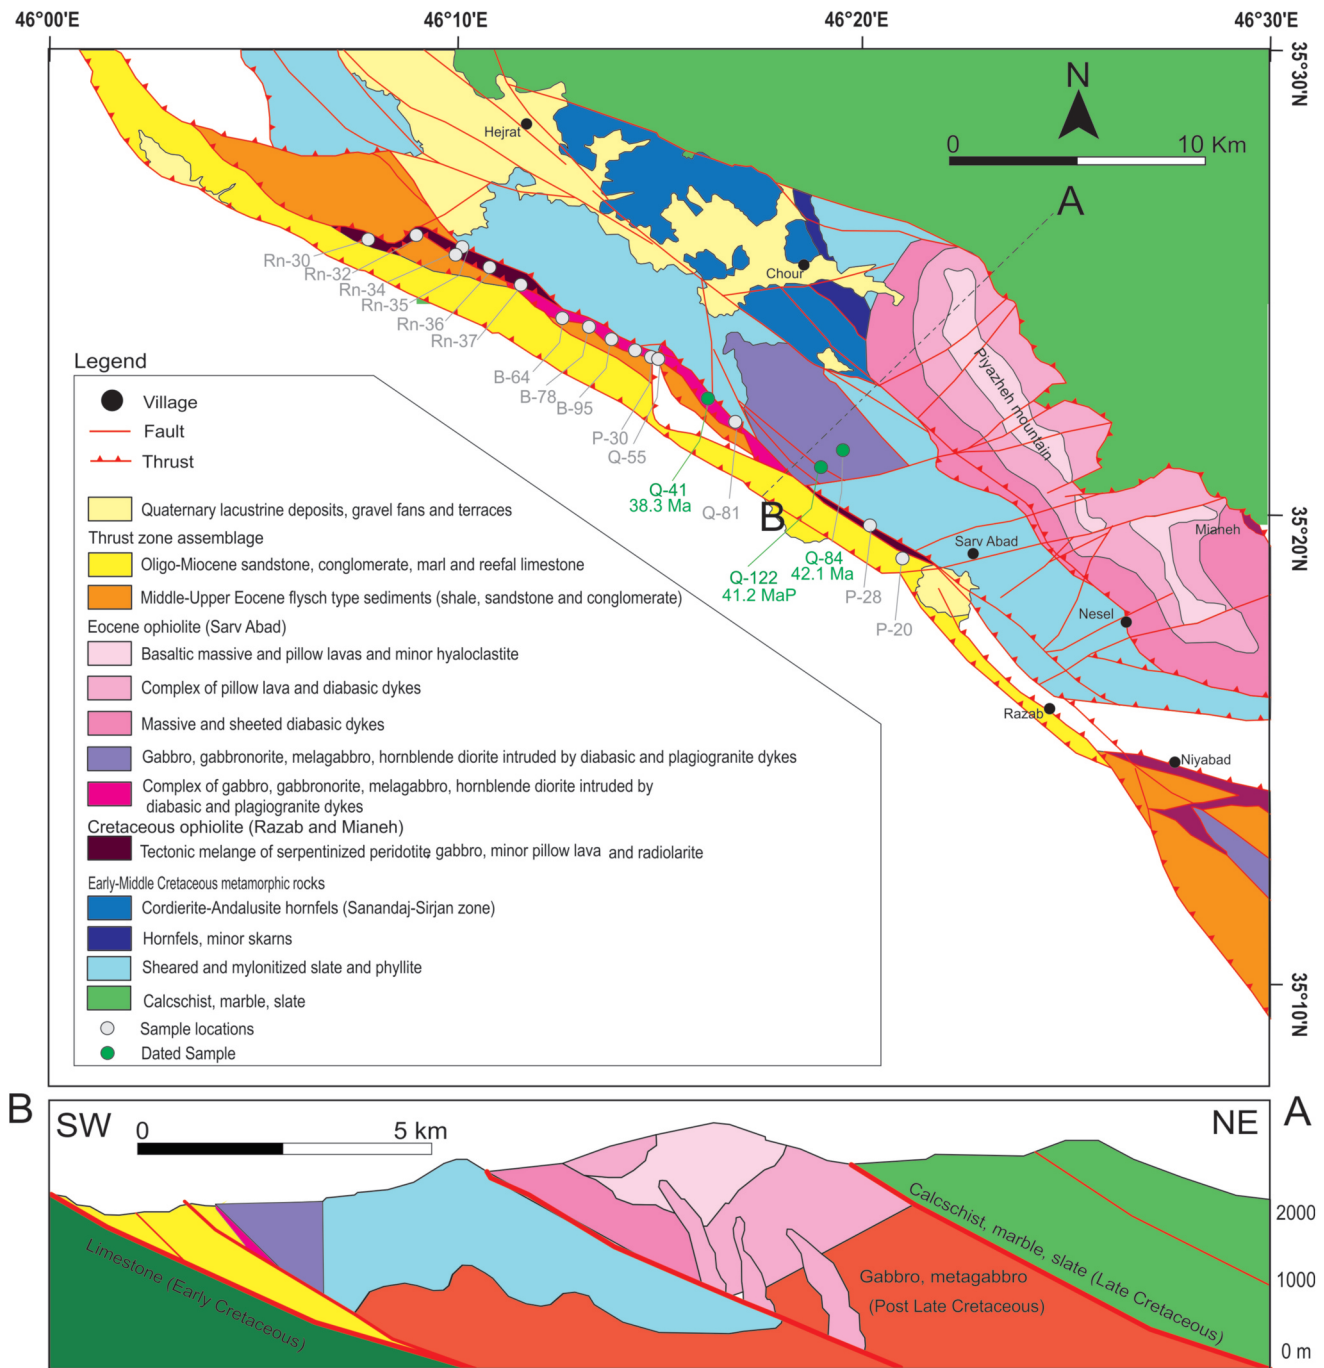 46°00'E
46°10'E
46°20'E
46°30'E
35°30'N
N
0
10 Km
A
Hejrat
Chour
Rn-30
Rn-32
Rn-34
Rn-35
Rn-36
Rn-37
B-64
B-78
B-95
P-30
Q-55
Q-41
38.3 Ma
Q-81
B
Q-122
41.2 MaP
Q-84
42.1 Ma
P-28
P-20
Piyazheh mountain
Mianeh
35°20'N
Sarv Abad
Nesel
Razab
Niyabad
35°10'N
Legend
Village
Fault
Thrust
Quaternary lacustrine deposits, gravel fans and terraces
Thrust zone assemblage
Oligo-Miocene sandstone, conglomerate, marl and reefal limestone
Middle-Upper Eocene flysch type sediments (shale, sandstone and conglomerate)
Eocene ophiolite (Sarv Abad)
Basaltic massive and pillow lavas and minor hyaloclastite
Complex of pillow lava and diabasic dykes
Massive and sheeted diabasic dykes
Gabbro, gabbronorite, melagabbro, hornblende diorite intruded by diabasic and plagiogranite dykes
Complex of gabbro, gabbronorite, melagabbro, hornblende diorite intruded by
diabasic and plagiogranite dykes
Cretaceous ophiolite (Razab and Mianeh)
Tectonic melange of serpentinized peridotite, gabbro, minor pillow lava and radiolarite
Early-Middle Cretaceous metamorphic rocks
Cordierite-Andalusite hornfels (Sanandaj-Sirjan zone)
Hornfels, minor skarns
Sheared and mylonitized slate and phyllite
Calcschist, marble, slate
Sample locations
Dated Sample
B
SW
0
5 km
NE
A
Limestone (Early Cretaceous)
Calcschist, marble, slate (Late Cretaceous)
Gabbro, metagabbro
(Post Late Cretaceous)
2000
1000
0 m